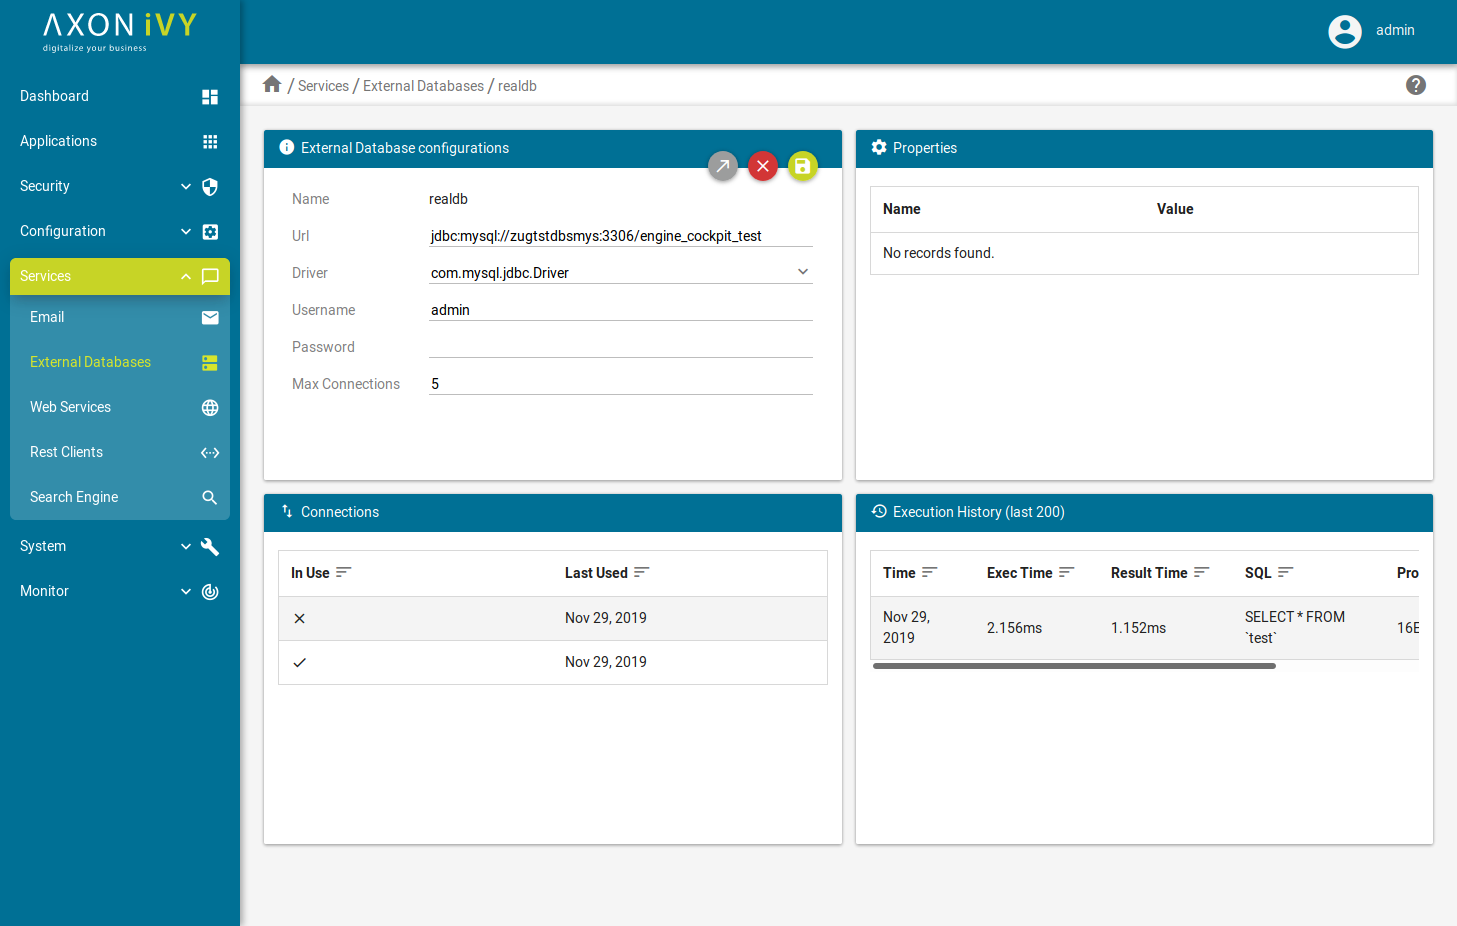 AXON iVY
digitalize your business
admin
Dashboard
Applications
Security
Configuration
Services
Email
External Databases
Web Services
Rest Clients
Search Engine
System
Monitor
/ Services / External Databases / realdb
External Database configurations
Name realdb
Url jdbc:mysql://zugtstdbsmys:3306/engine_cockpit_test
Driver com.mysql.jdbc.Driver
Username admin
Password
Max Connections 5
Properties
Name Value
No records found.
Connections
In Use Last Used
Nov 29, 2019
Nov 29, 2019
Execution History (last 200)
Time Exec Time Result Time SQL Pro
Nov 29, 2019 2.156ms 1.152ms SELECT * FROM `test` 16E